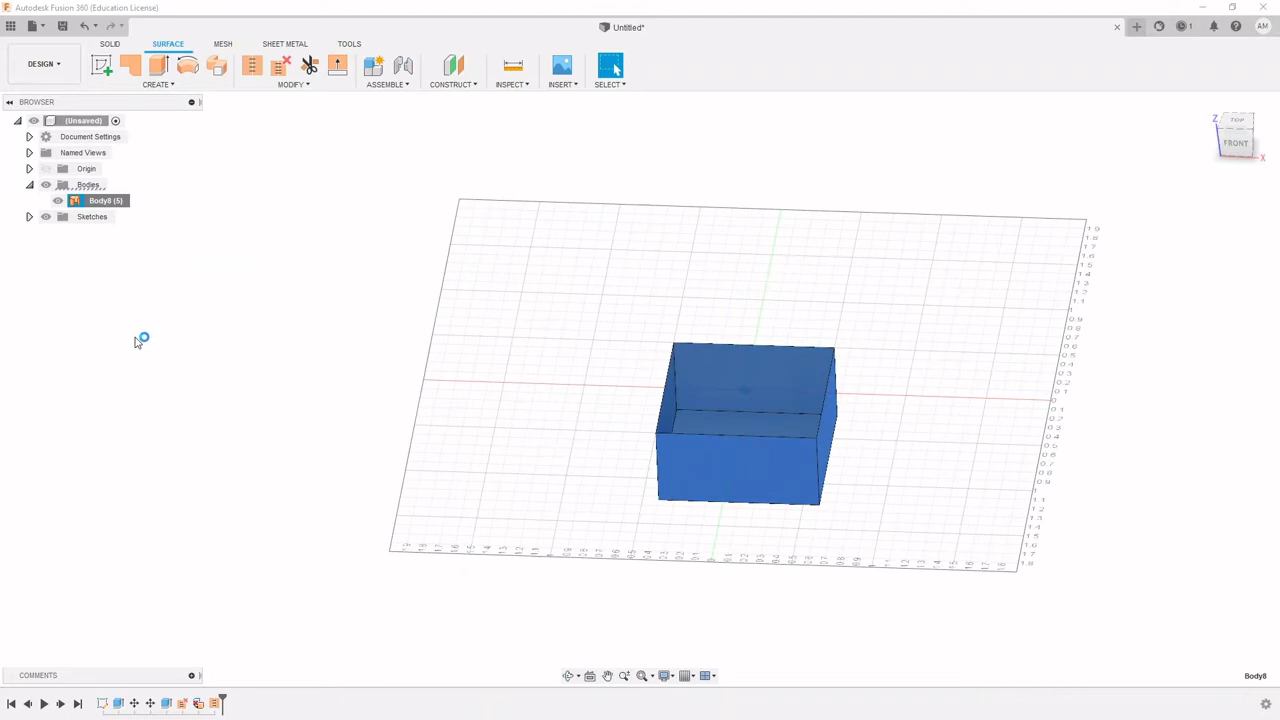 Autodesk Fusion 360 (Education License)
Untitled*
1
AM
DESIGN
SOLID SURFACE MESH SHEET METAL TOOLS
CREATE MODIFY ASSEMBLE CONSTRUCT INSPECT INSERT SELECT
BROWSER
(Unsaved)
Document Settings
Named Views
Origin
Bodies
Body8 (5)
Sketches
TOP
FRONT
Z
X
COMMENTS
Body8